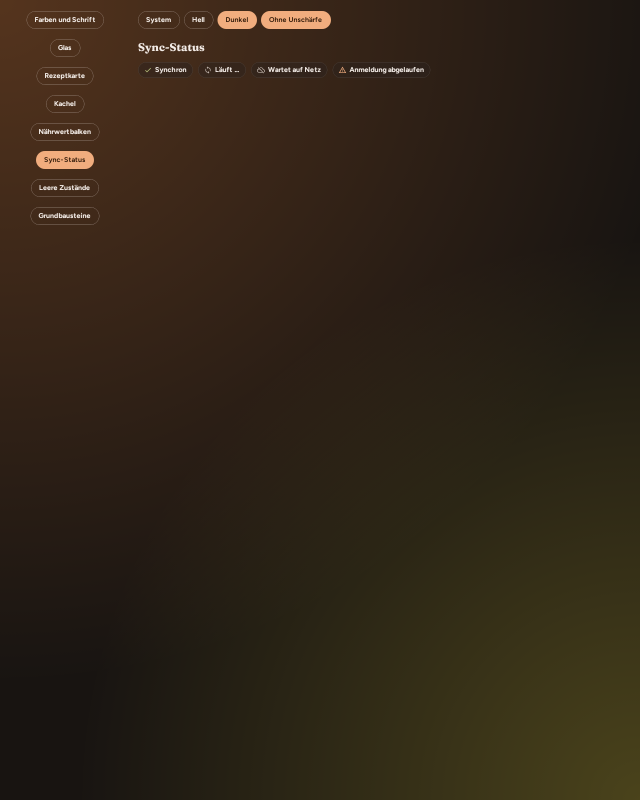 Farben und Schrift
Glas
Rezeptkarte
Kachel
Nährwertbalken
Sync-Status
Leere Zustände
Grundbausteine
System
Hell
Dunkel
Ohne Unschärfe
Sync-Status
Synchron
Läuft …
Wartet auf Netz
Anmeldung abgelaufen